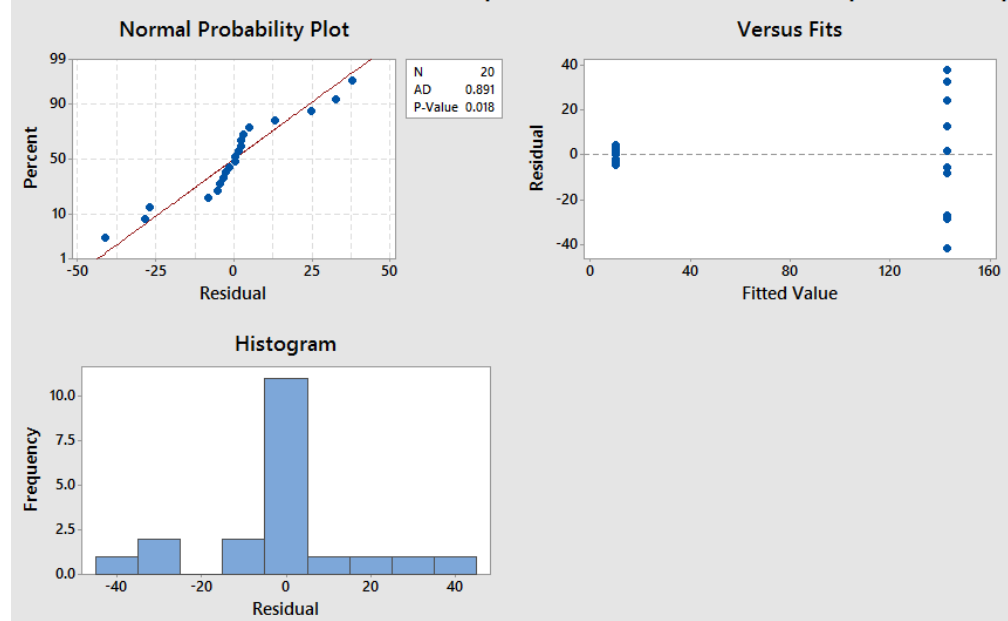 Normal Probability Plot
99
90
50
10
1
Percent
-50 -25 0 25 50
Residual
N 20
AD 0.891
P-Value 0.018
Versus Fits
40
20
0
-20
-40
Residual
0 40 80 120 160
Fitted Value
Histogram
10.0
7.5
5.0
2.5
0.0
Frequency
-40 -20 0 20 40
Residual